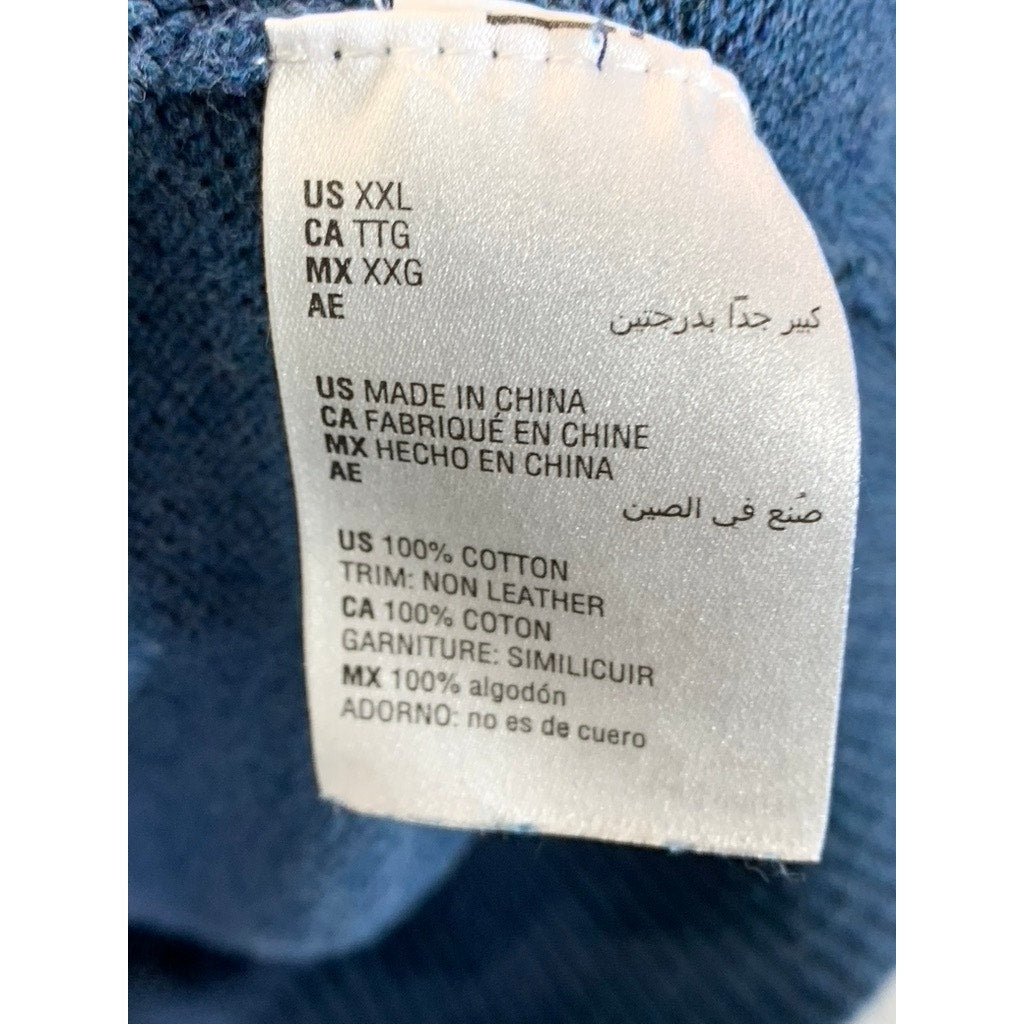 US XXL
CA TTG
MX XXG
AE
كبير جدًا بدرجتين
US MADE IN CHINA
CA FABRIQUÉ EN CHINE
MX HECHO EN CHINA
AE
صُنع في الصين
US 100% COTTON
TRIM: NON LEATHER
CA 100% COTON
GARNITURE: SIMILICUIR
MX 100% algodón
ADORNO: no es de cuero